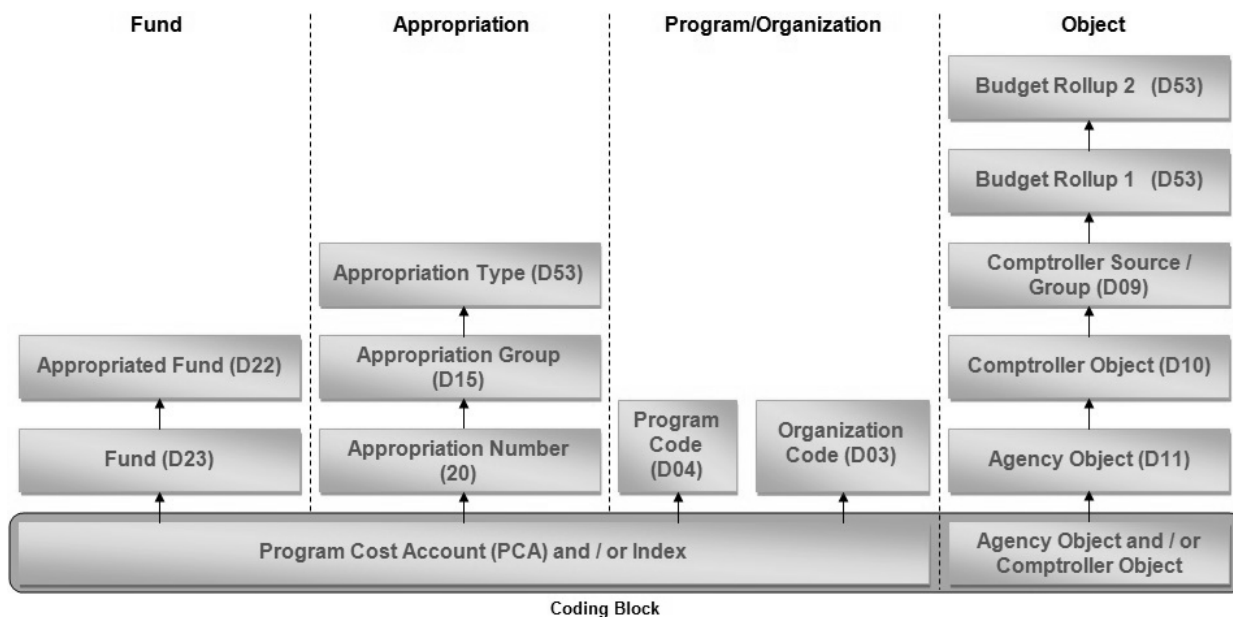 Fund
Appropriation
Program/Organization
Object
Budget Rollup 2 (D53)
Budget Rollup 1 (D53)
Appropriation Type (D53)
Comptroller Source /
Group (D09)
Appropriated Fund (D22)
Appropriation Group
(D15)
Comptroller Object (D10)
Fund (D23)
Appropriation Number
(20)
Program
Code
(D04)
Organization
Code (D03)
Agency Object (D11)
Program Cost Account (PCA) and / or Index
Agency Object and / or
Comptroller Object
Coding Block